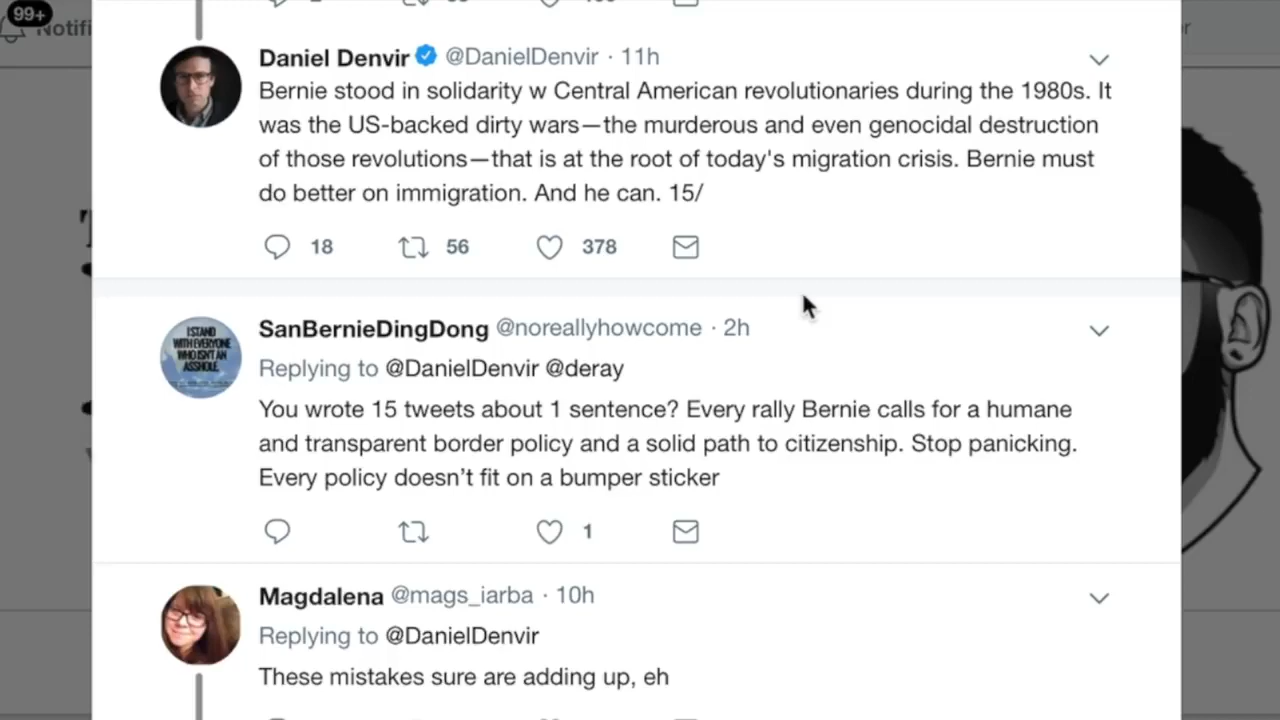 99+
Notifi
Daniel Denvir @DanielDenvir · 11h
Bernie stood in solidarity w Central American revolutionaries during the 1980s. It
was the US-backed dirty wars—the murderous and even genocidal destruction
of those revolutions—that is at the root of today's migration crisis. Bernie must
do better on immigration. And he can. 15/
18 56 378
SanBernieDingDong @noreallyhowcome · 2h
I STAND
WITH EVERYONE
WHO ISN'T AN
ASSHOLE.
Replying to @DanielDenvir @deray
You wrote 15 tweets about 1 sentence? Every rally Bernie calls for a humane
and transparent border policy and a solid path to citizenship. Stop panicking.
Every policy doesn’t fit on a bumper sticker
1
Magdalena @mags_iarba · 10h
Replying to @DanielDenvir
These mistakes sure are adding up, eh